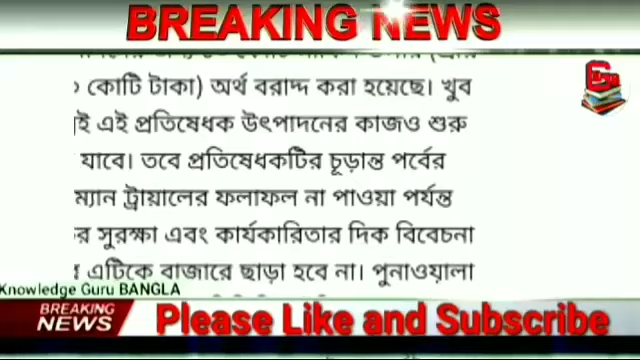 BREAKING NEWS
কোটি টাকা) অর্থ বরাদ্দ করা হয়েছে। খুব
এই প্রতিষেধক উৎপাদনের কাজও শুরু
যাবে। তবে প্রতিষেধকটির চূড়ান্ত পর্বের
ট্রায়ালের ফলাফল না পাওয়া পর্যন্ত
সুরক্ষা এবং কার্যকারিতার দিক বিবেচনা
এটিকে বাজারে ছাড়া হবে না। পুনাওয়ালা
Knowledge Guru BANGLA
BREAKING
NEWS
Please Like and Subscribe